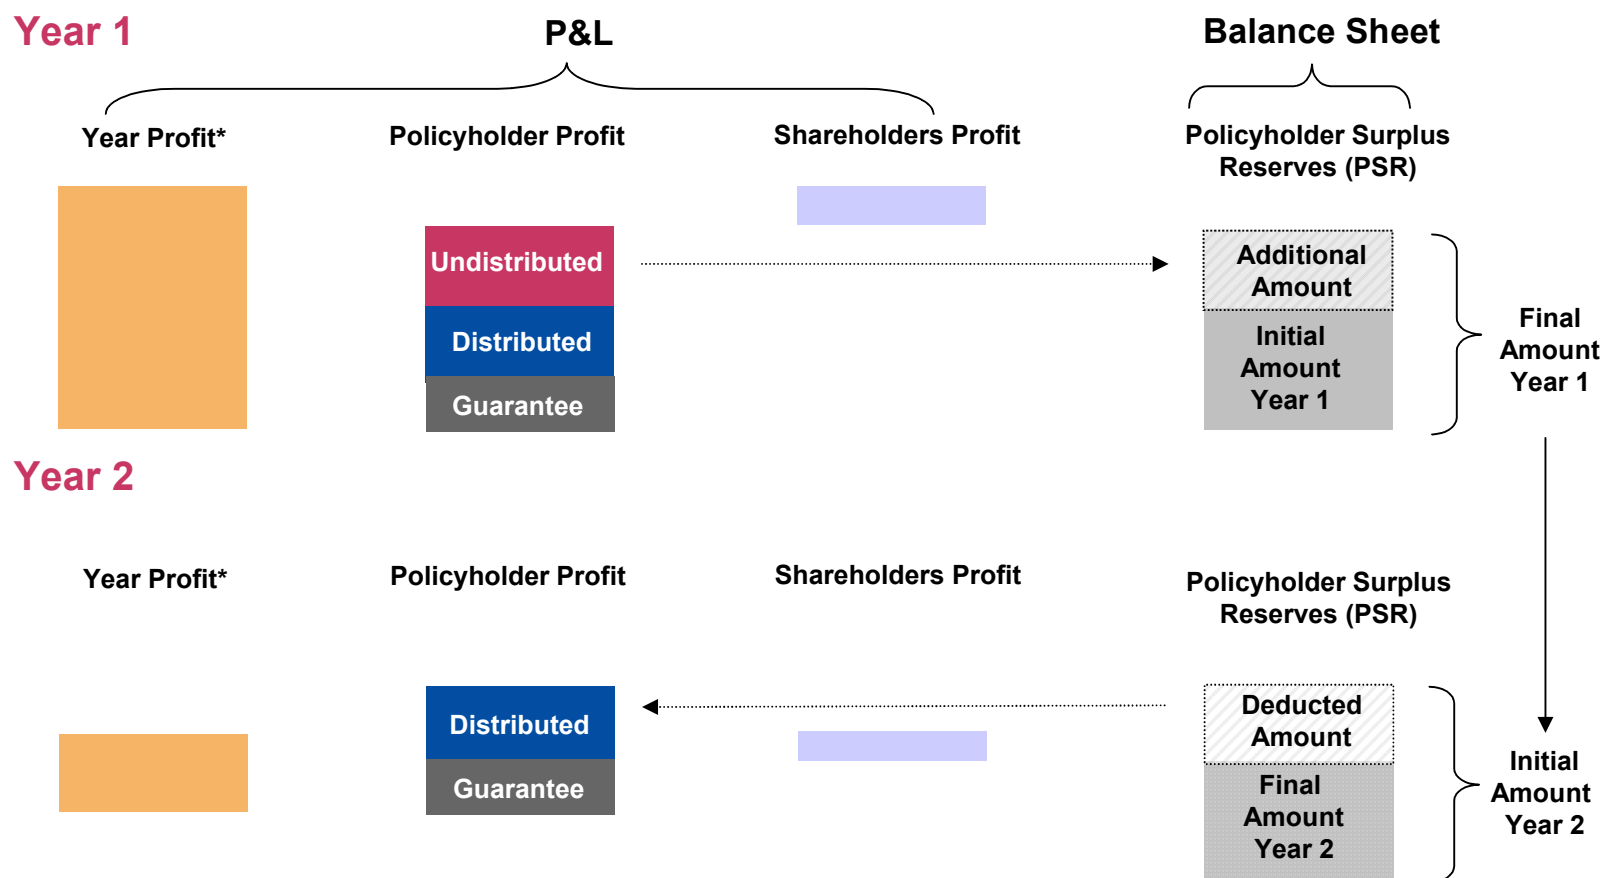 Year 1
P&L
Balance Sheet
Year Profit*
Policyholder Profit
Shareholders Profit
Policyholder Surplus
Reserves (PSR)
Undistributed
Distributed
Guarantee
Additional
Amount
Initial
Amount
Year 1
Final
Amount
Year 1
Year 2
Year Profit*
Policyholder Profit
Shareholders Profit
Policyholder Surplus
Reserves (PSR)
Distributed
Guarantee
Deducted
Amount
Final
Amount
Year 2
Initial
Amount
Year 2